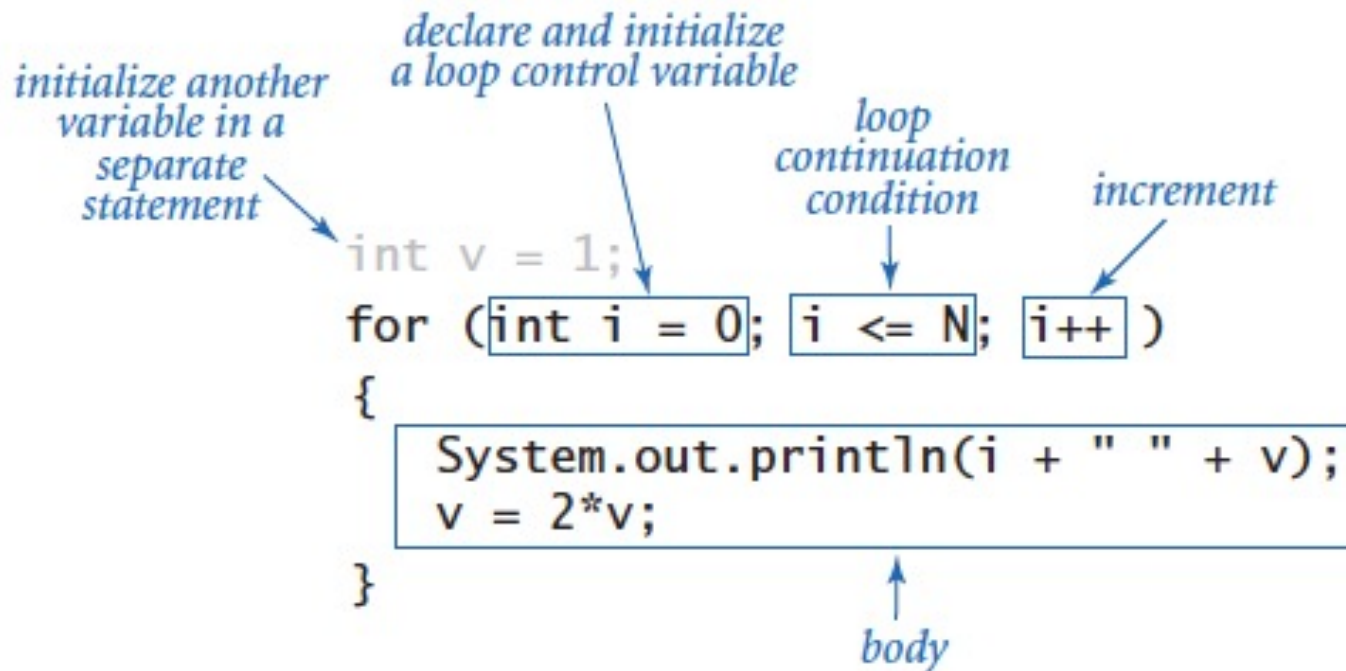 declare and initialize
a loop control variable
initialize another
variable in a
separate
statement
loop
continuation
condition
increment
int v = 1;
for (int i = 0; i <= N; i++ )
{
System.out.println(i + " " + v);
v = 2*v;
}
body